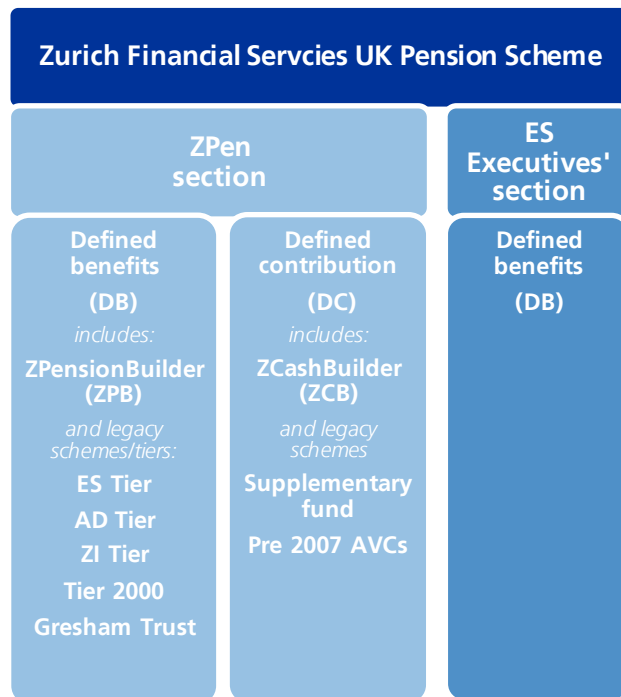 Zurich Financial Servcies UK Pension Scheme
ZPen
section
ES
Executives'
section
Defined
benefits
(DB)
includes:
ZPensionBuilder
(ZPB)
and legacy
schemes/tiers:
ES Tier
AD Tier
ZI Tier
Tier 2000
Gresham Trust
Defined
contribution
(DC)
includes:
ZCashBuilder
(ZCB)
and legacy
schemes
Supplementary
fund
Pre 2007 AVCs
Defined
benefits
(DB)